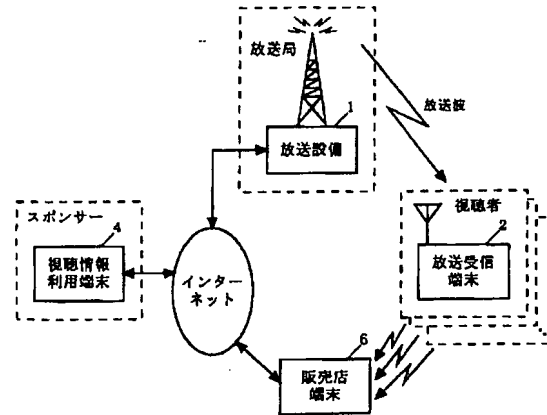 放送局
1
放送設備
放送波
スポンサー
4
視聴情報
利用端末
インター
ネット
視聴者
2
放送受信
端末
6
販売店
端末